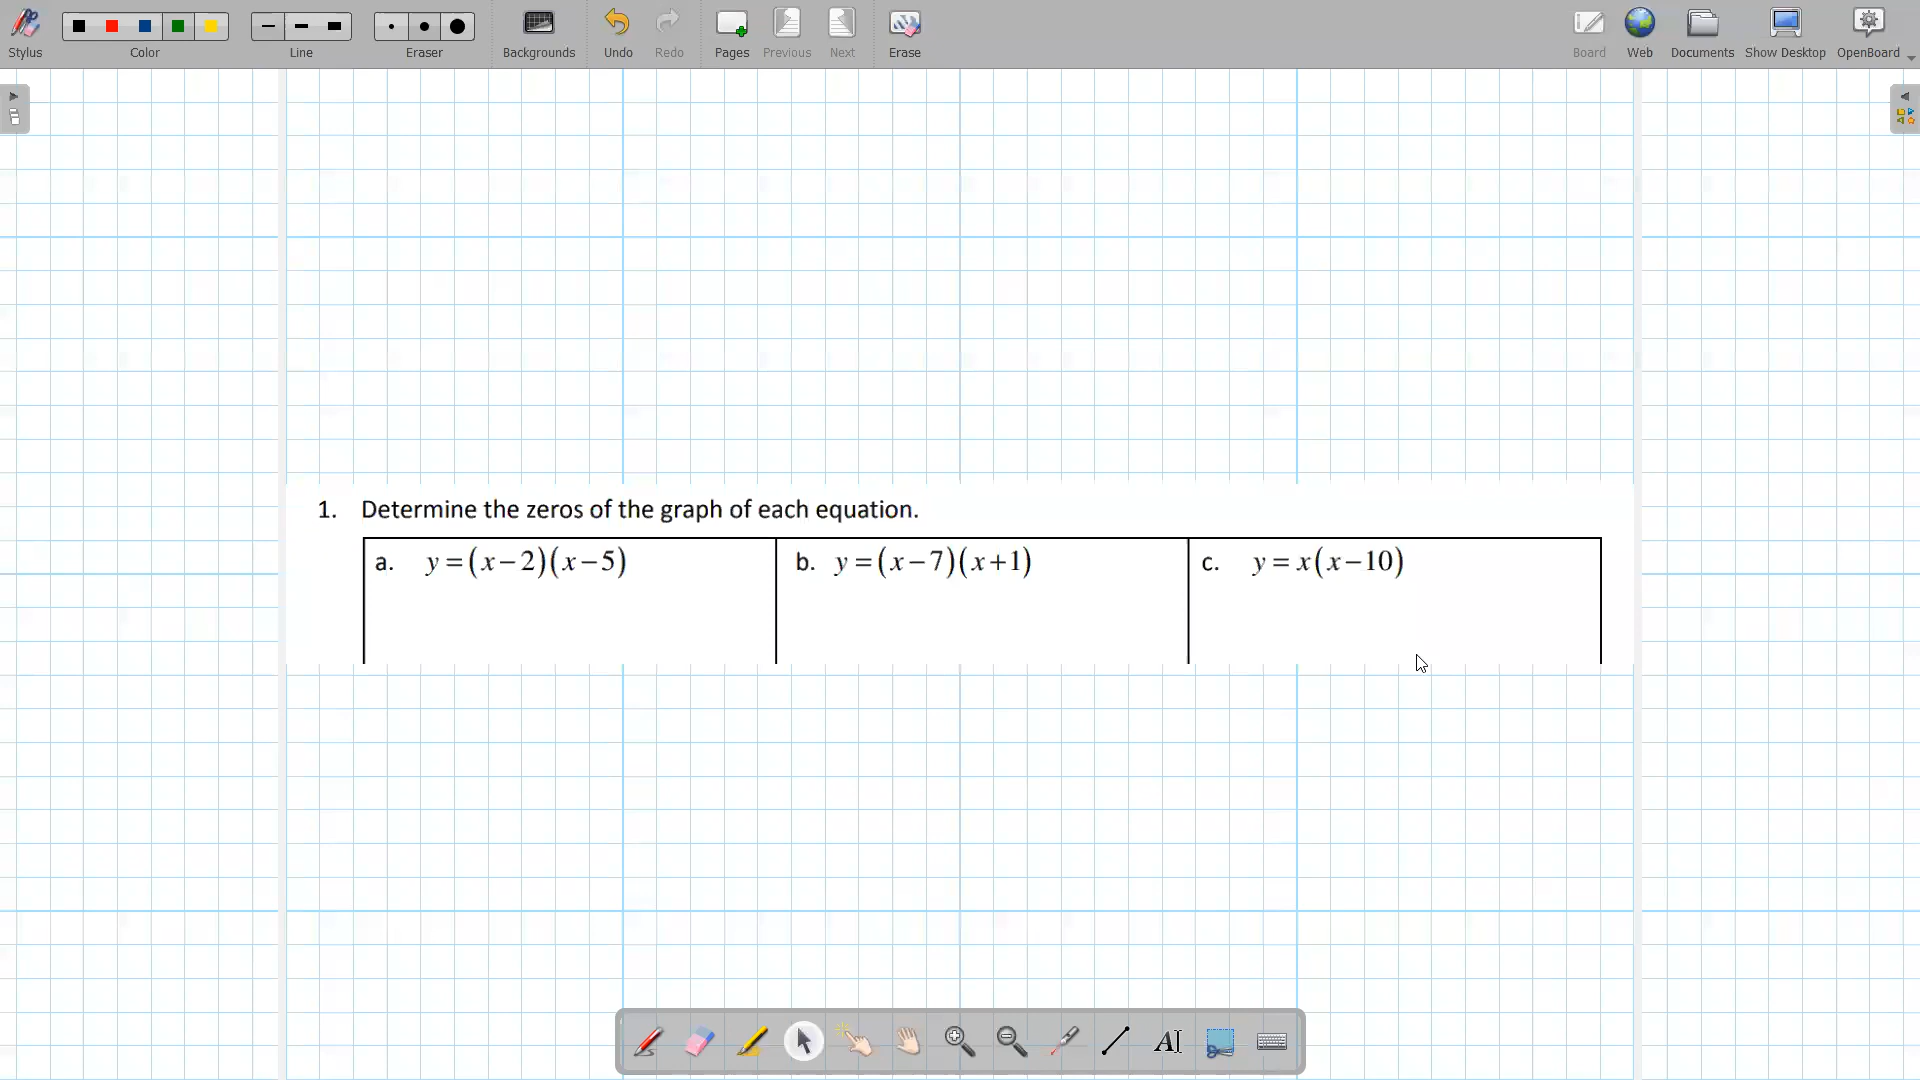 Stylus Color Line Eraser Backgrounds Undo Redo Pages Previous Next Erase Board Web Documents Show Desktop OpenBoard
1. Determine the zeros of the graph of each equation.
a. y=(x−2)(x−5) b. y=(x−7)(x+1) c. y=x(x−10)
AI